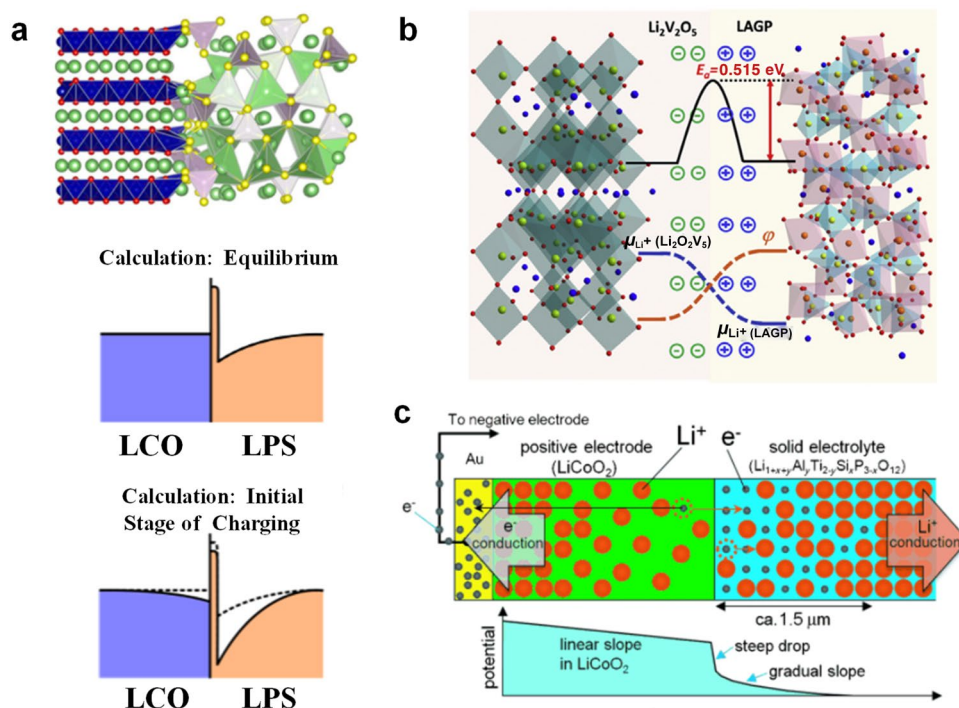 a
Calculation: Equilibrium
LCO LPS
Calculation: Initial
Stage of Charging
LCO LPS
b
Li₂V₂O₅ LAGP
Eₐ=0.515 eV
μLi+ (Li₂O₂V₅)
φ
μLi+ (LAGP)
c
To negative electrode
Au
positive electrode
(LiCoO₂)
Li⁺
e⁻
solid electrolyte
(Li₁₊ₓ₊ᵧAlᵧTi₂₋ᵧSiₓP₃₋ₓO₁₂)
e⁻
e⁻
conduction
Li⁺
conduction
ca.1.5 μm
potential
linear slope
in LiCoO₂
steep drop
gradual slope